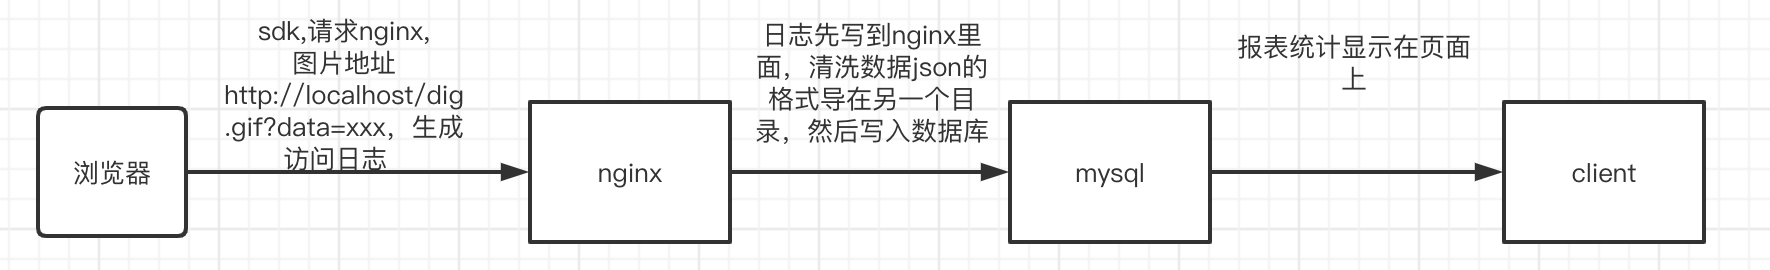 浏览器
sdk,请求nginx,
图片地址
http://localhost/dig
.gif?data=xxx，生成
访问日志
nginx
日志先写到nginx里
面，清洗数据json的
格式导在另一个目
录，然后写入数据库
mysql
报表统计显示在页面
上
client